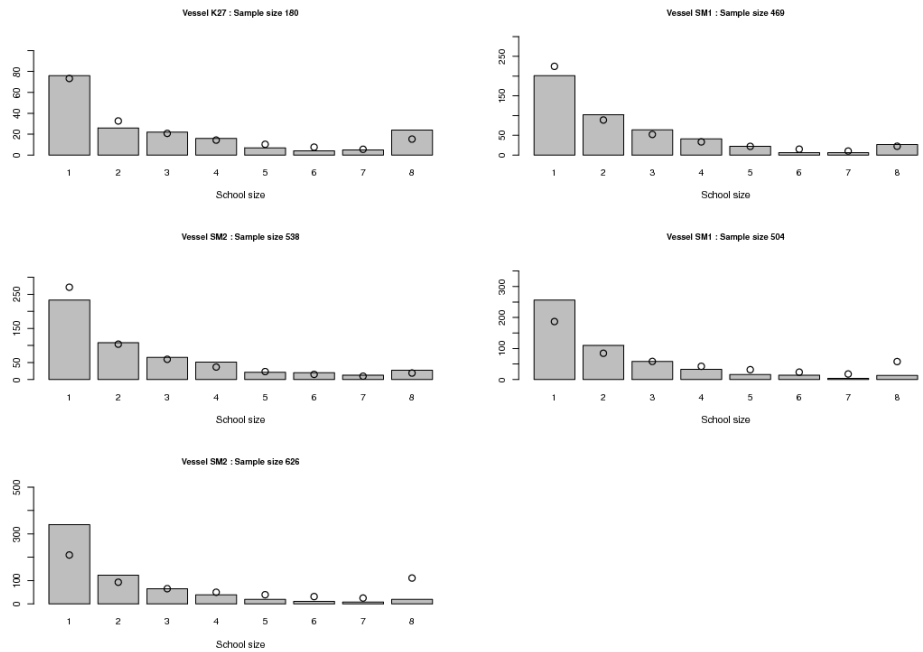 Vessel K27 : Sample size 180
80
60
40
20
0
1 2 3 4 5 6 7 8
School size
Vessel SM1 : Sample size 469
250
150
50
0
1 2 3 4 5 6 7 8
School size
Vessel SM2 : Sample size 538
250
150
50
0
1 2 3 4 5 6 7 8
School size
Vessel SM1 : Sample size 504
300
200
100
0
1 2 3 4 5 6 7 8
School size
Vessel SM2 : Sample size 626
500
300
100
0
1 2 3 4 5 6 7 8
School size